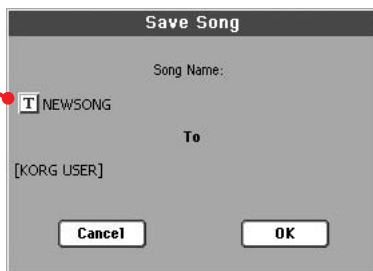 Save Song
Song Name:
T NEWSONG
To
[KORG USER]
Cancel OK